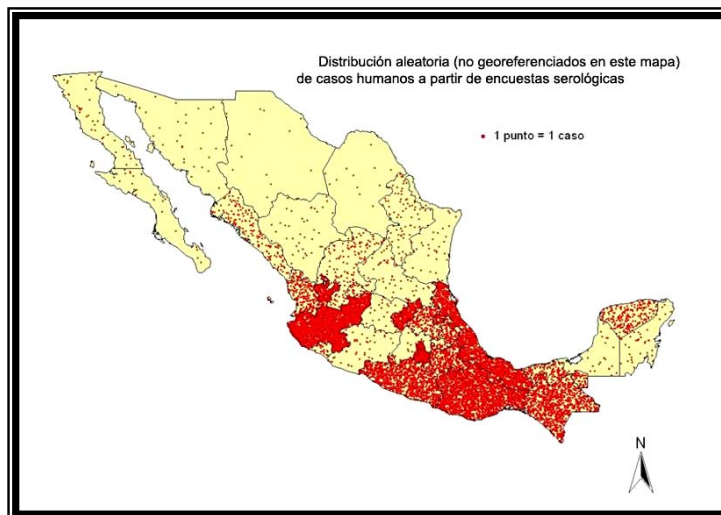 Distribución aleatoria (no georeferenciados en este mapa)
de casos humanos a partir de encuestas serológicas
1 punto = 1 caso
N